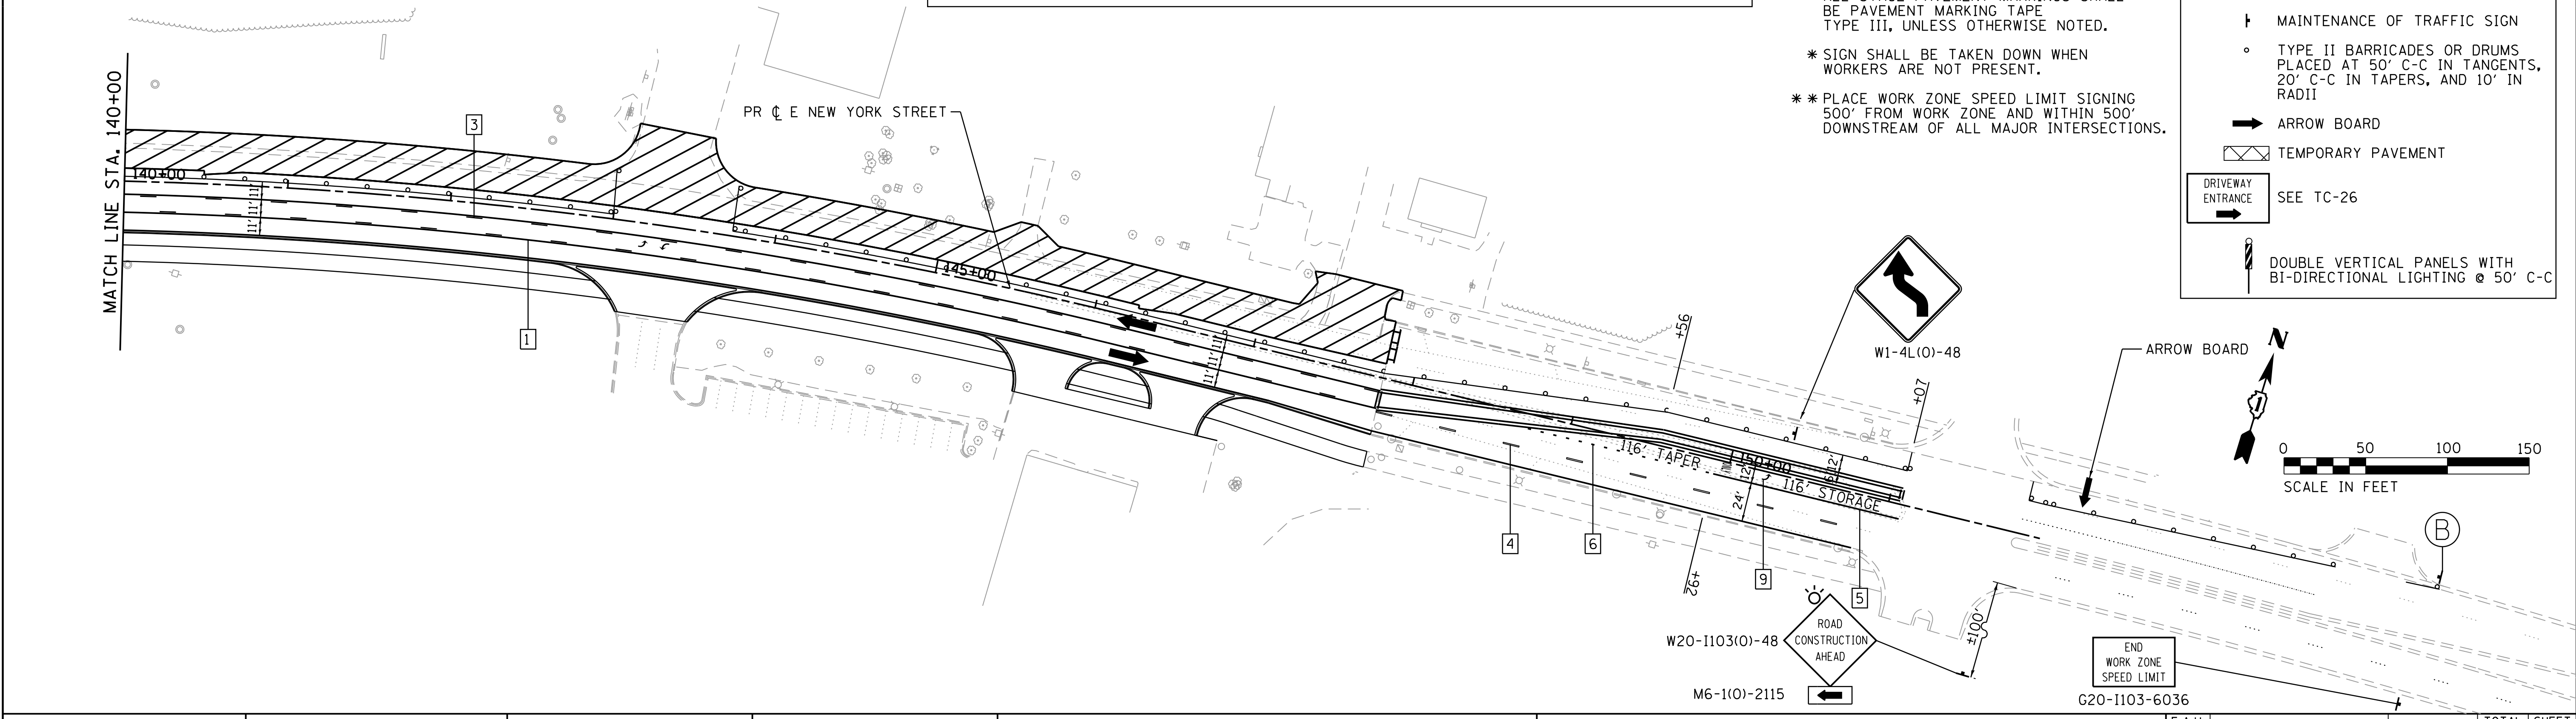 BE PAVEMENT MARKING TAPE
TYPE III, UNLESS OTHERWISE NOTED.
* SIGN SHALL BE TAKEN DOWN WHEN
WORKERS ARE NOT PRESENT.
** PLACE WORK ZONE SPEED LIMIT SIGNING
500' FROM WORK ZONE AND WITHIN 500'
DOWNSTREAM OF ALL MAJOR INTERSECTIONS.
MAINTENANCE OF TRAFFIC SIGN
TYPE II BARRICADES OR DRUMS
PLACED AT 50' C-C IN TANGENTS,
20' C-C IN TAPERS, AND 10' IN
RADII
ARROW BOARD
TEMPORARY PAVEMENT
DRIVEWAY
ENTRANCE
SEE TC-26
DOUBLE VERTICAL PANELS WITH
BI-DIRECTIONAL LIGHTING @ 50' C-C
MATCH LINE STA. 140+00
140+00
11' 11' 11'
3
1
PR ℄ E NEW YORK STREET
145+00
11' 11' 11'
+56
W1-4L(O)-48
+07
ARROW BOARD
N
1
0 50 100 150
SCALE IN FEET
116' TAPER
150+00
12'
116' STORAGE
24'
12'
4
6
9
5
+92
B
±100'
ROAD
CONSTRUCTION
AHEAD
W20-I103(O)-48
M6-1(O)-2115
END
WORK ZONE
SPEED LIMIT
G20-I103-6036
TOTAL
SHEET